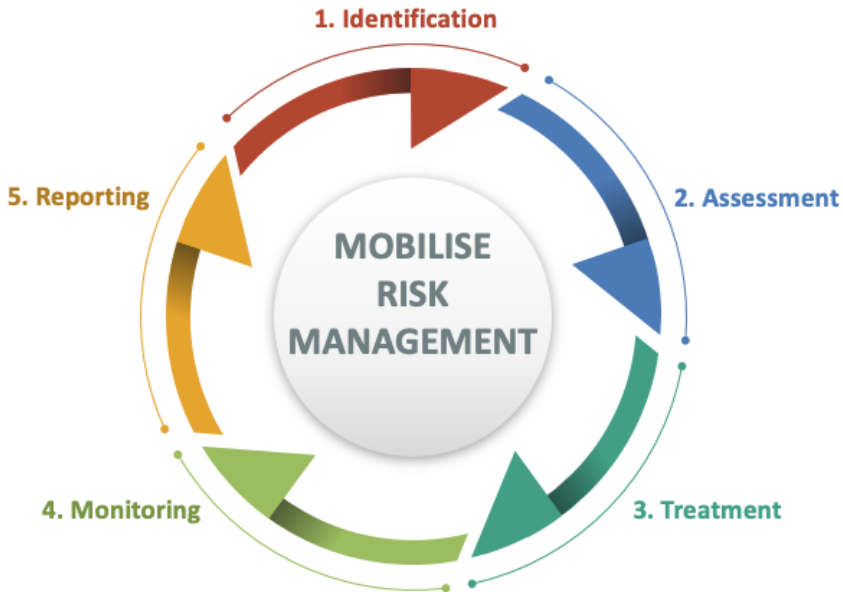 1. Identification
2. Assessment
5. Reporting
MOBILISE
RISK
MANAGEMENT
4. Monitoring
3. Treatment